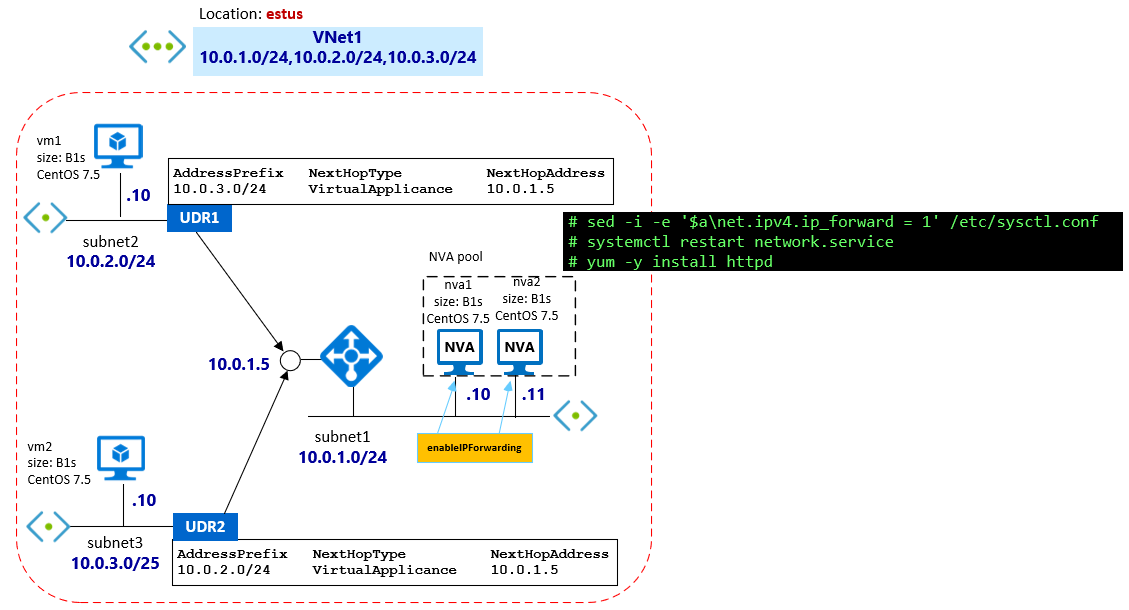 Location: estus
VNet1
10.0.1.0/24,10.0.2.0/24,10.0.3.0/24
vm1
size: B1s
CentOS 7.5
.10
AddressPrefix NextHopType NextHopAddress
10.0.3.0/24 VirtualApplicance 10.0.1.5
UDR1
subnet2
10.0.2.0/24
# sed -i -e '$a\net.ipv4.ip_forward = 1' /etc/sysctl.conf
# systemctl restart network.service
# yum -y install httpd
NVA pool
nva1
size: B1s
CentOS 7.5
nva2
size: B1s
CentOS 7.5
NVA
NVA
10.0.1.5
.10
.11
subnet1
10.0.1.0/24
enableIPForwarding
vm2
size: B1s
CentOS 7.5
.10
UDR2
subnet3
10.0.3.0/25
AddressPrefix NextHopType NextHopAddress
10.0.2.0/24 VirtualApplicance 10.0.1.5